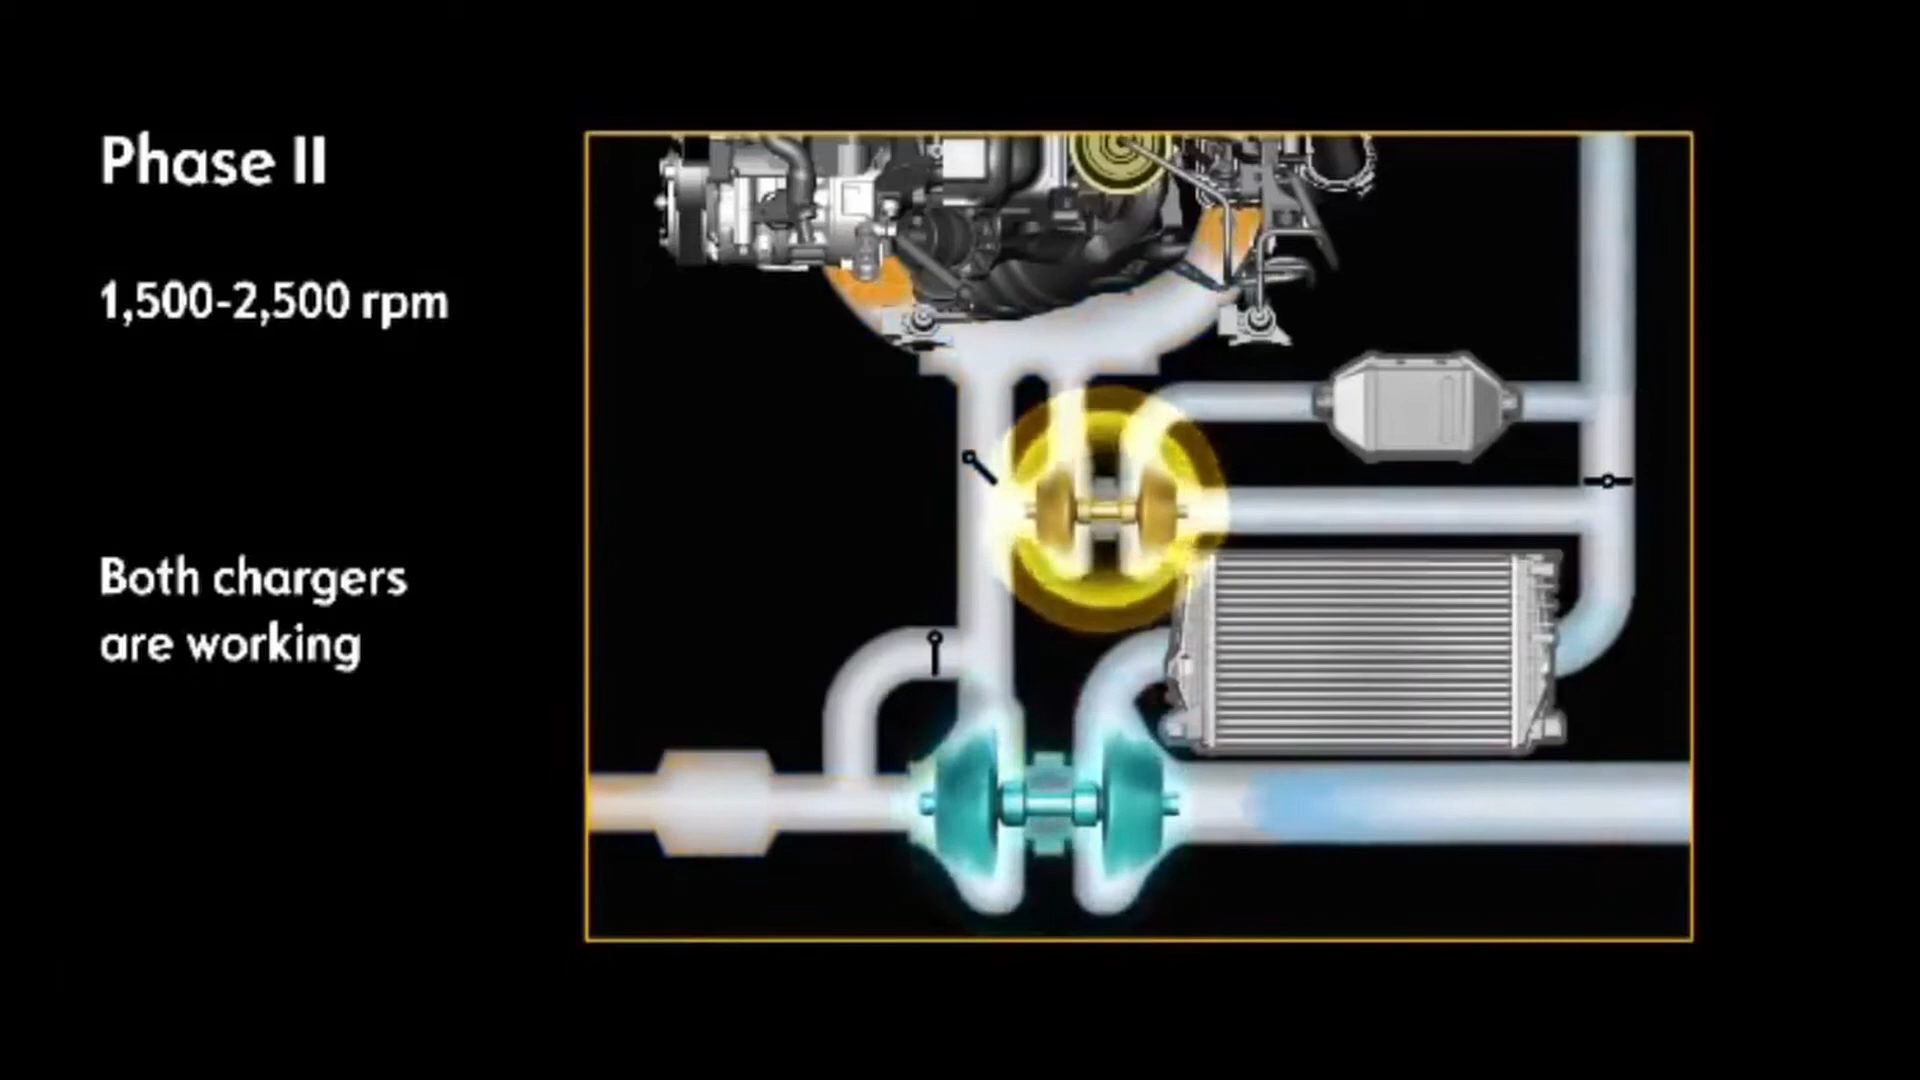 Phase II
1,500-2,500 rpm
Both chargers
are working